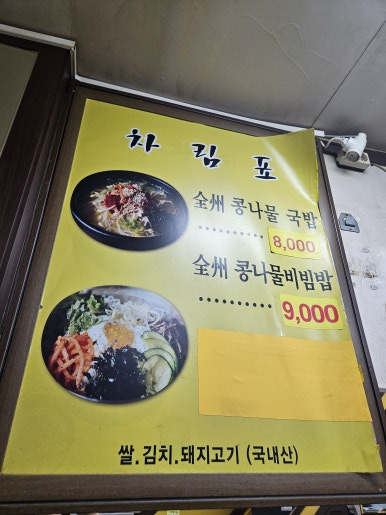 차림표
全州 콩나물 국밥
8,000
全州 콩나물비빔밥
9,000
쌀.김치.돼지고기 (국내산)